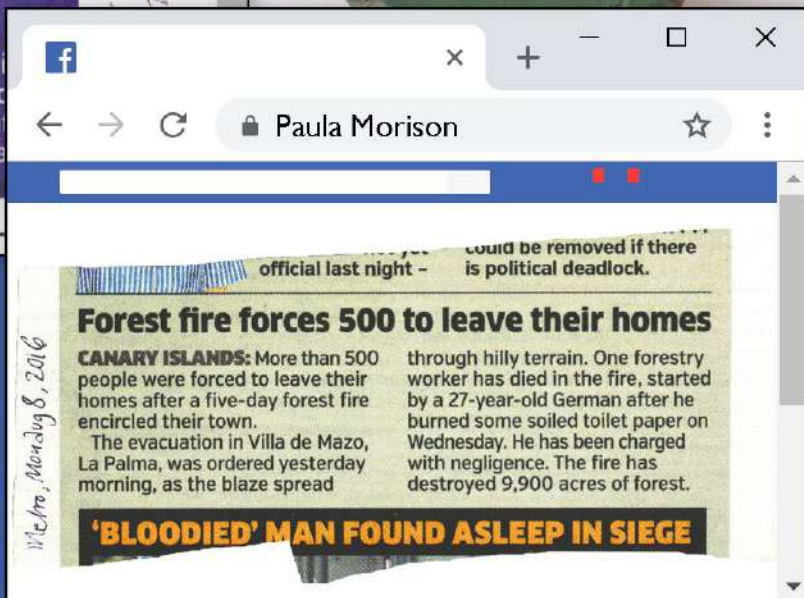 Paula Morison
official last night –
could be removed if there
is political deadlock.
Forest fire forces 500 to leave their homes
CANARY ISLANDS: More than 500
people were forced to leave their
homes after a five-day forest fire
encircled their town.
The evacuation in Villa de Mazo,
La Palma, was ordered yesterday
morning, as the blaze spread
through hilly terrain. One forestry
worker has died in the fire, started
by a 27-year-old German after he
burned some soiled toilet paper on
Wednesday. He has been charged
with negligence. The fire has
destroyed 9,900 acres of forest.
‘BLOODIED’ MAN FOUND ASLEEP IN SIEGE
Metro, Monday 8, 2016